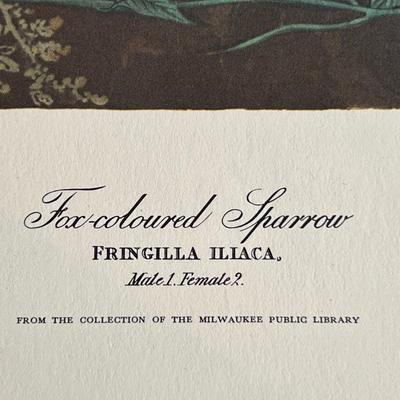 Fox-coloured Sparrow
FRINGILLA ILIACA,
Male 1. Female 2.
FROM THE COLLECTION OF THE MILWAUKEE PUBLIC LIBRARY